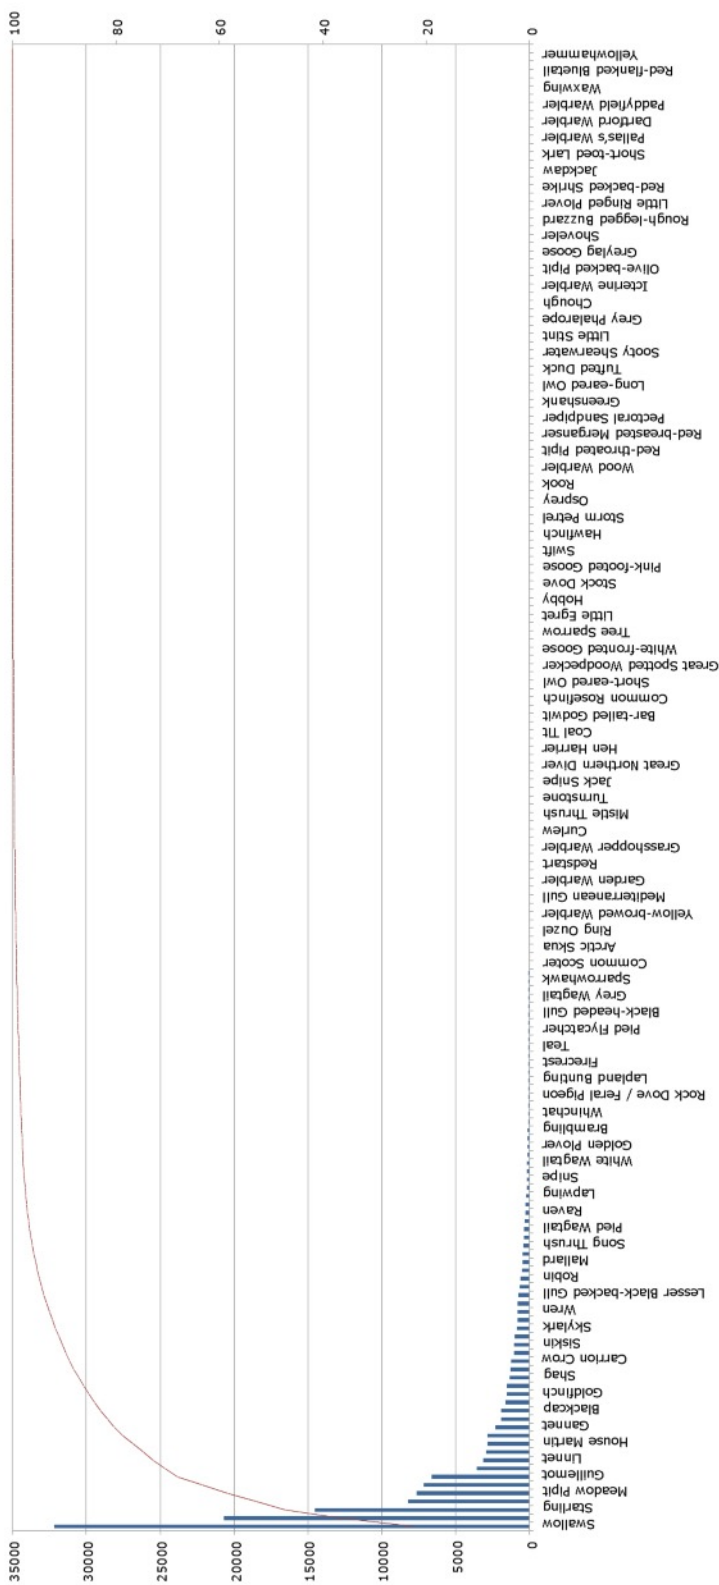 35000
30000
25000
20000
15000
10000
5000
0
Swallow
Starling
Meadow Pipit
Guillemot
Linnet
House Martin
Gannet
Blackcap
Goldfinch
Shag
Carrion Crow
Siskin
Skylark
Wren
Lesser Black-backed Gull
Robin
Mallard
Song Thrush
Pied Wagtail
Raven
Lapwing
Snipe
White Wagtail
Golden Plover
Brambling
Whinchat
Rock Dove / Feral Pigeon
Lapland Bunting
Firecrest
Teal
Pied Flycatcher
Black-headed Gull
Grey Wagtail
Sparrowhawk
Common Scoter
Arctic Skua
Ring Ouzel
Yellow-browed Warbler
Mediterranean Gull
Garden Warbler
Redstart
Grasshopper Warbler
Curlew
Mistle Thrush
Turnstone
Jack Snipe
Great Northern Diver
Hen Harrier
Coal Tit
Bar-tailed Godwit
Common Rosefinch
Short-eared Owl
Great Spotted Woodpecker
White-fronted Goose
Tree Sparrow
Little Egret
Hobby
Stock Dove
Pink-footed Goose
Swift
Hawfinch
Storm Petrel
Osprey
Rook
Wood Warbler
Red-throated Pipit
Red-breasted Merganser
Pectoral Sandpiper
Greenshank
Long-eared Owl
Tufted Duck
Sooty Shearwater
Little Stint
Grey Phalarope
Chough
Icterine Warbler
Olive-backed Pipit
Greylag Goose
Shoveler
Rough-legged Buzzard
Little Ringed Plover
Red-backed Shrike
Jackdaw
Short-toed Lark
Pallas's Warbler
Dartford Warbler
Paddyfield Warbler
Waxwing
Red-flanked Bluetail
Yellowhammer
100
80
60
40
20
0